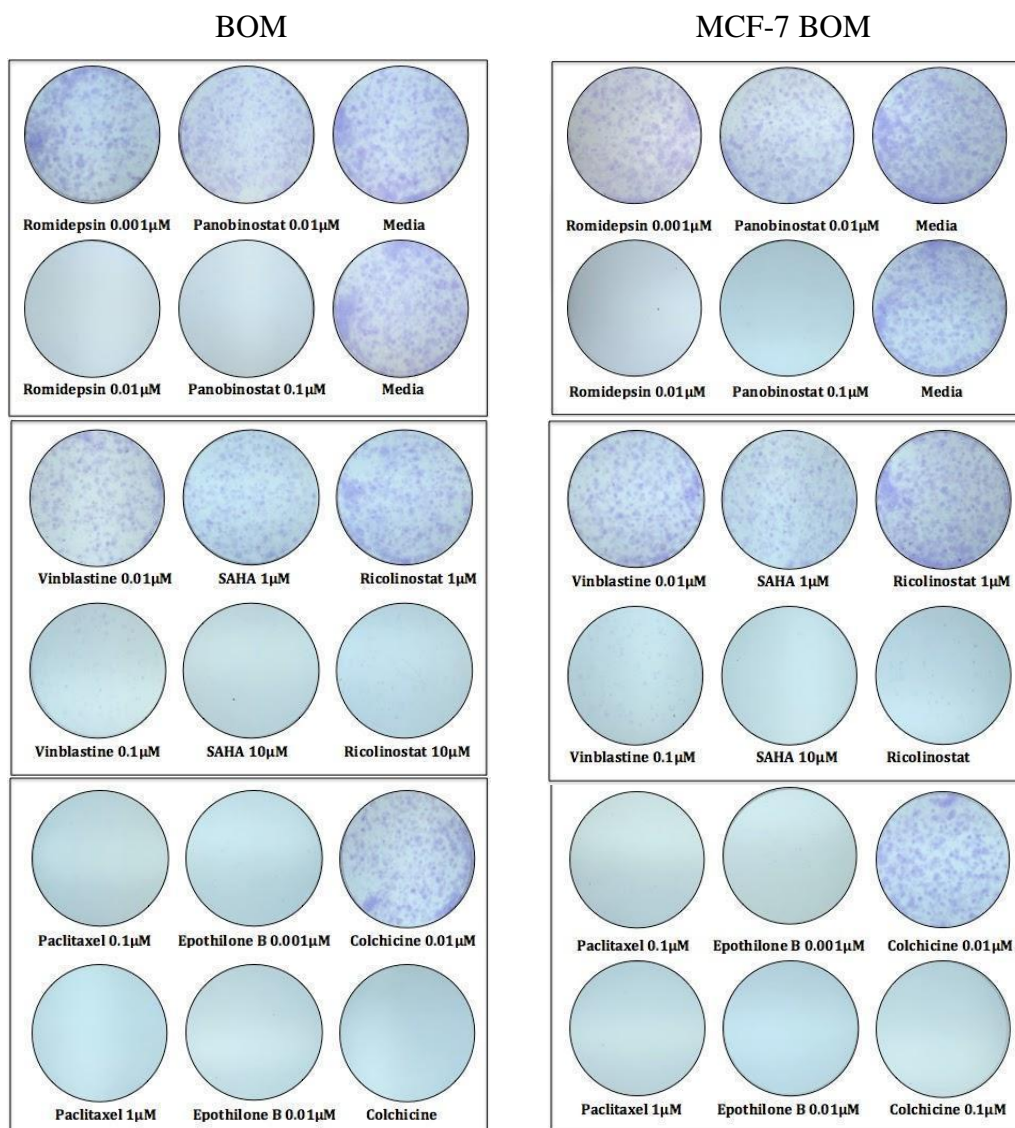 BOM
MCF-7 BOM
Romidepsin 0.001µM Panobinostat 0.01µM Media
Romidepsin 0.01µM Panobinostat 0.1µM Media
Vinblastine 0.01µM SAHA 1µM Ricolinostat 1µM
Vinblastine 0.1µM SAHA 10µM Ricolinostat 10µM
Paclitaxel 0.1µM Epothilone B 0.001µM Colchicine 0.01µM
Paclitaxel 1µM Epothilone B 0.01µM Colchicine
Romidepsin 0.001µM Panobinostat 0.01µM Media
Romidepsin 0.01µM Panobinostat 0.1µM Media
Vinblastine 0.01µM SAHA 1µM Ricolinostat 1µM
Vinblastine 0.1µM SAHA 10µM Ricolinostat
Paclitaxel 0.1µM Epothilone B 0.001µM Colchicine 0.01µM
Paclitaxel 1µM Epothilone B 0.01µM Colchicine 0.1µM